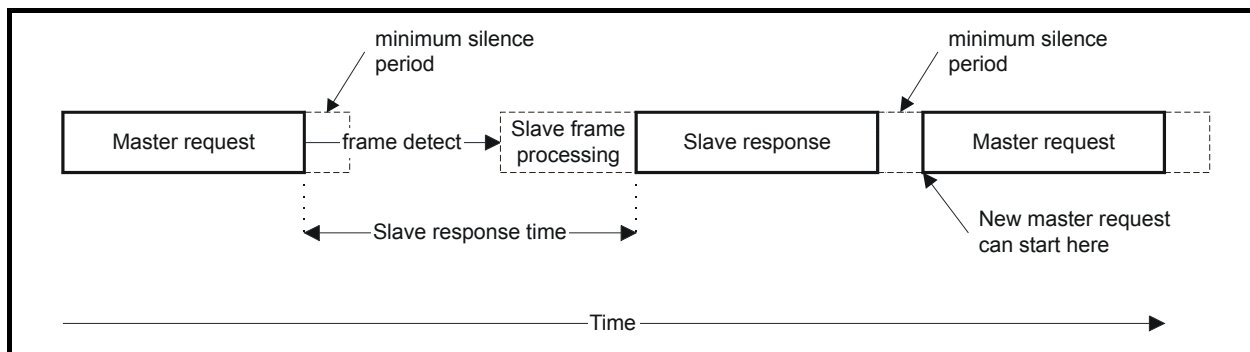 minimum silence
period
minimum silence
period
Master request
frame detect
Slave frame
processing
Slave response
Master request
Slave response time
New master request
can start here
Time